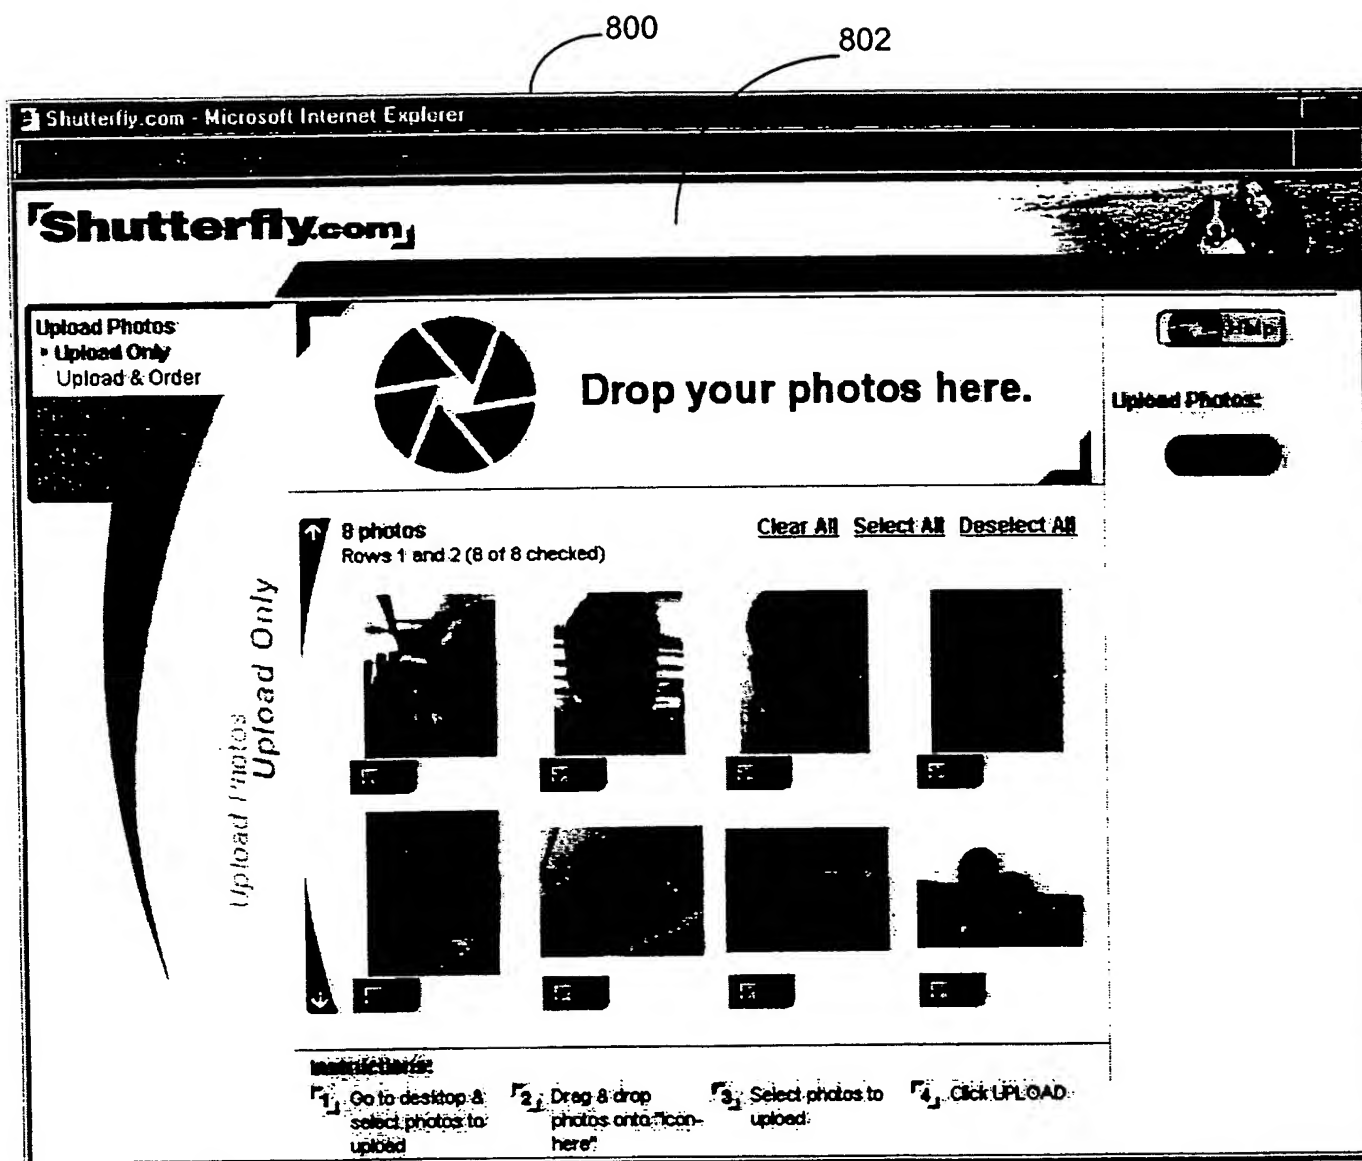 800
802
Shutterfly.com - Microsoft Internet Explorer
Shutterfly.com
Upload Photos
Upload Only
Upload & Order
Drop your photos here.
Help
Upload Photos:
8 photos
Rows 1 and 2 (8 of 8 checked)
Clear All Select All Deselect All
Upload Photos
Upload Only
Instructions:
1 Go to desktop & select photos to upload
2 Drag & drop photos onto "icon-here"
3 Select photos to upload
4 Click UPLOAD